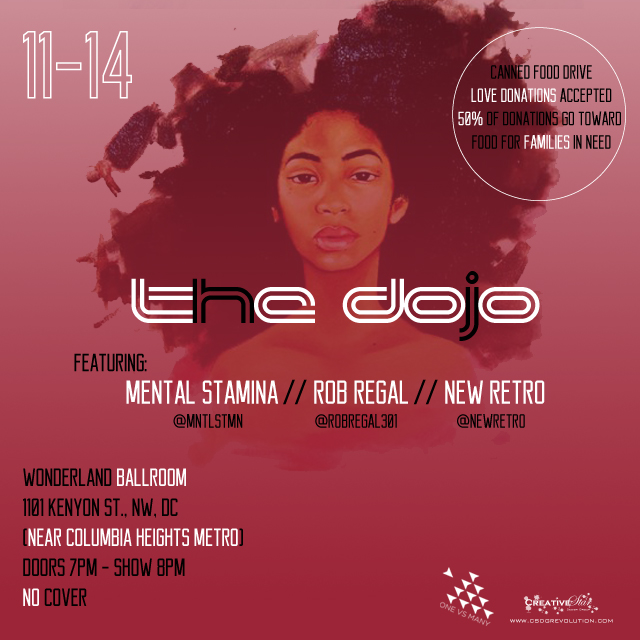 11-14
CANNED FOOD DRIVE
LOVE DONATIONS ACCEPTED
50% OF DONATIONS GO TOWARD
FOOD FOR FAMILIES IN NEED
the dojo
FEATURING:
MENTAL STAMINA // ROB REGAL // NEW RETRO
@MNTLSTMN @ROBREGAL301 @NEWRETRO
WONDERLAND BALLROOM
1101 KENYON ST., NW, DC
(NEAR COLUMBIA HEIGHTS METRO)
DOORS 7PM - SHOW 8PM
NO COVER
ONE VS MANY
CREATIVE Star
WWW.CSDGREVOLUTION.COM